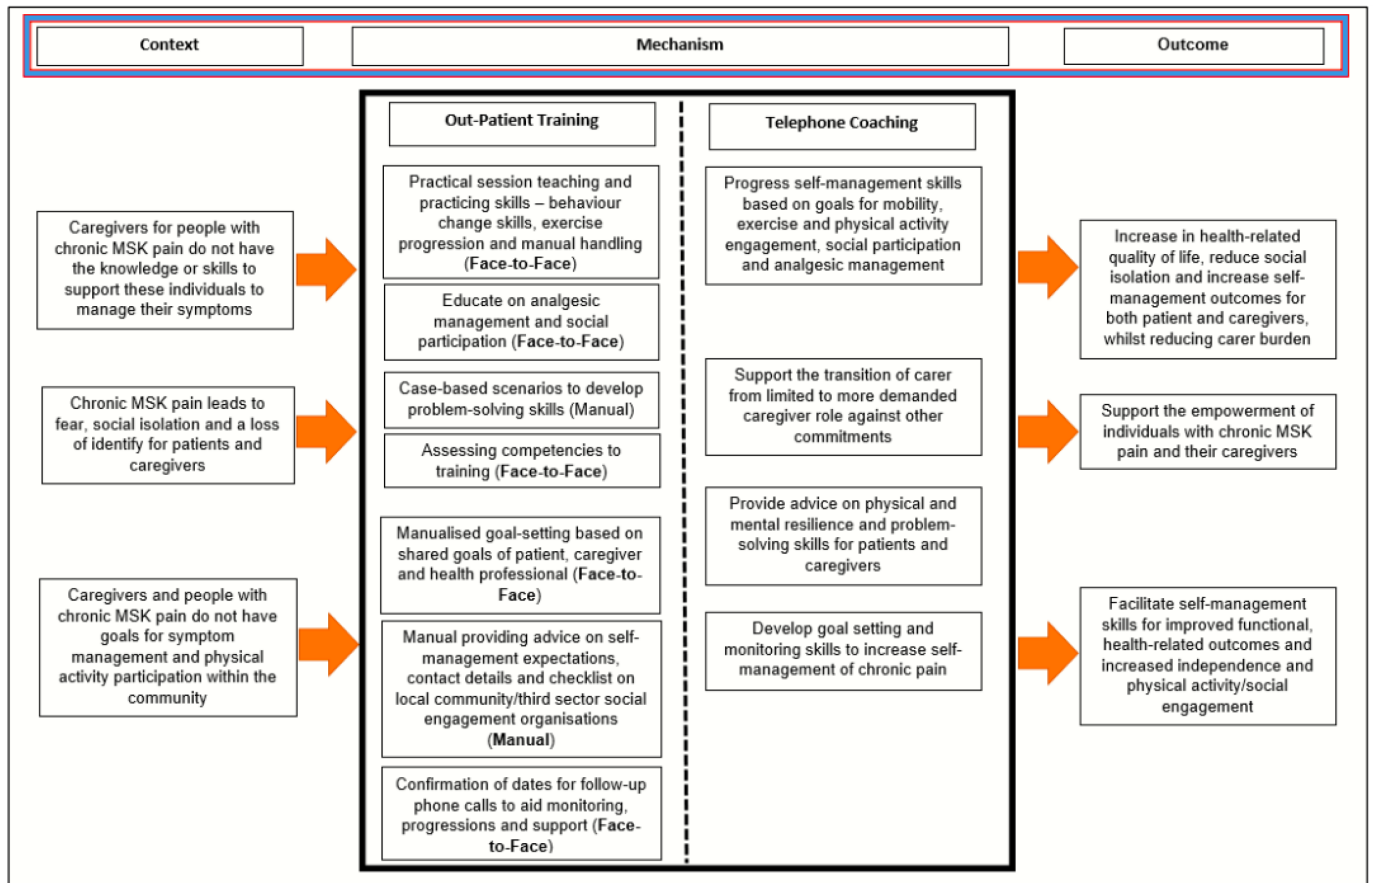 Context
Mechanism
Outcome
Out-Patient Training
Telephone Coaching
Caregivers for people with
chronic MSK pain do not have
the knowledge or skills to
support these individuals to
manage their symptoms
Chronic MSK pain leads to
fear, social isolation and a loss
of identify for patients and
caregivers
Caregivers and people with
chronic MSK pain do not have
goals for symptom
management and physical
activity participation within the
community
Practical session teaching and
practicing skills – behaviour
change skills, exercise
progression and manual handling
(Face-to-Face)
Educate on analgesic
management and social
participation (Face-to-Face)
Case-based scenarios to develop
problem-solving skills (Manual)
Assessing competencies to
training (Face-to-Face)
Manualised goal-setting based on
shared goals of patient, caregiver
and health professional (Face-to-
Face)
Manual providing advice on self-
management expectations,
contact details and checklist on
local community/third sector social
engagement organisations
(Manual)
Confirmation of dates for follow-up
phone calls to aid monitoring,
progressions and support (Face-
to-Face)
Progress self-management skills
based on goals for mobility,
exercise and physical activity
engagement, social participation
and analgesic management
Support the transition of carer
from limited to more demanded
caregiver role against other
commitments
Provide advice on physical and
mental resilience and problem-
solving skills for patients and
caregivers
Develop goal setting and
monitoring skills to increase self-
management of chronic pain
Increase in health-related
quality of life, reduce social
isolation and increase self-
management outcomes for
both patient and caregivers,
whilst reducing carer burden
Support the empowerment of
individuals with chronic MSK
pain and their caregivers
Facilitate self-management
skills for improved functional,
health-related outcomes and
increased independence and
physical activity/social
engagement